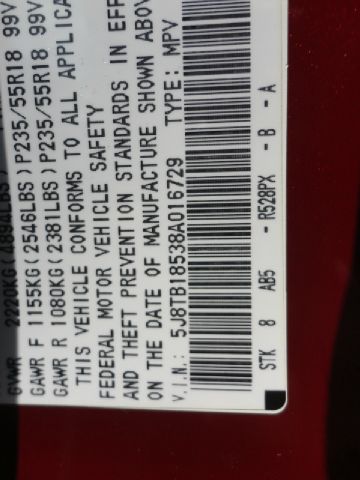 GVWR 2220KG(4894LBS)
GAWR F 1155KG(2546LBS)P235/55R18 99V
GAWR R 1080KG(2381LBS)P235/55R18 99V
THIS VEHICLE CONFORMS TO ALL APPLICA
FEDERAL MOTOR VEHICLE SAFETY
AND THEFT PREVENTION STANDARDS IN EFF
ON THE DATE OF MANUFACTURE SHOWN ABOV
V.I.N.: 5J8TB18538A016729 TYPE: MPV
STK 8 AB5 - R528PX - B - A